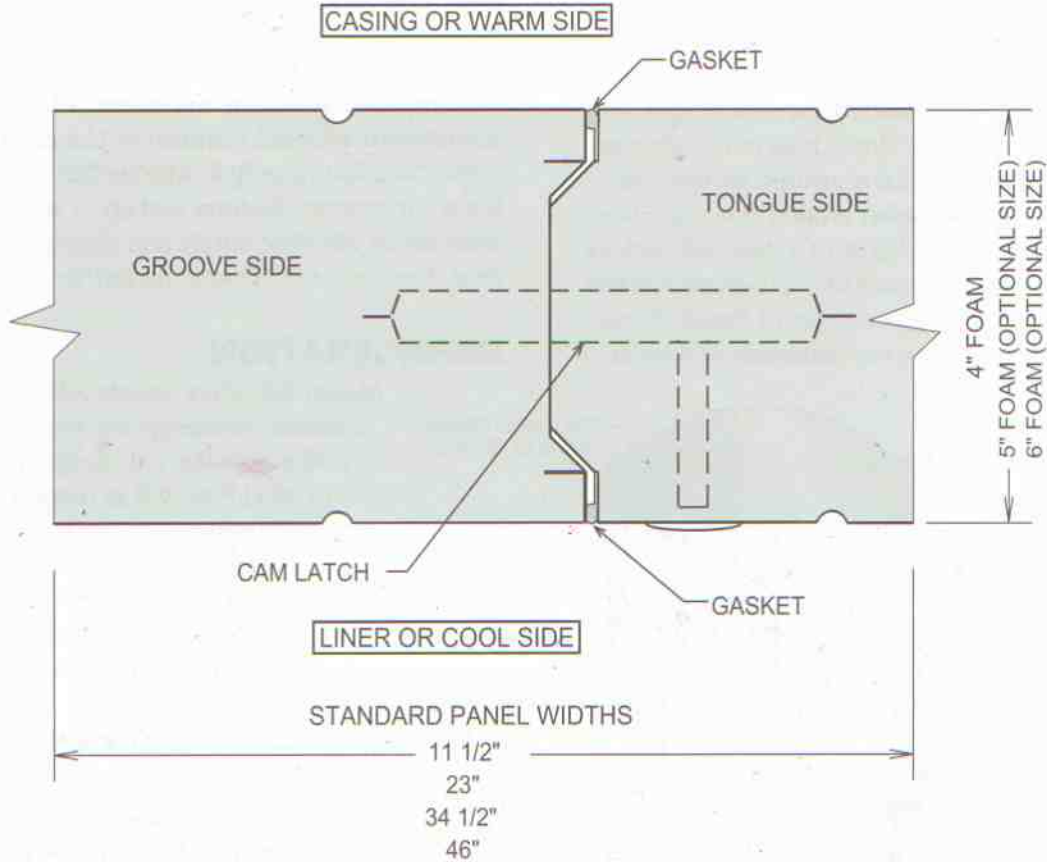 CASING OR WARM SIDE
GASKET
TONGUE SIDE
GROOVE SIDE
4" FOAM
5" FOAM (OPTIONAL SIZE)
6" FOAM (OPTIONAL SIZE)
CAM LATCH
GASKET
LINER OR COOL SIDE
STANDARD PANEL WIDTHS
11 1/2"
23"
34 1/2"
46"